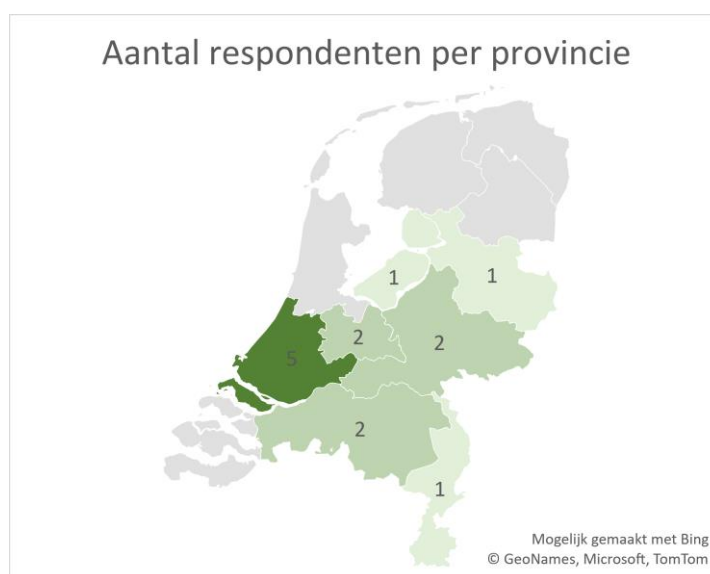 Aantal respondenten per provincie
1
1
2
2
5
2
1
Mogelijk gemaakt met Bing
© GeoNames, Microsoft, TomTom